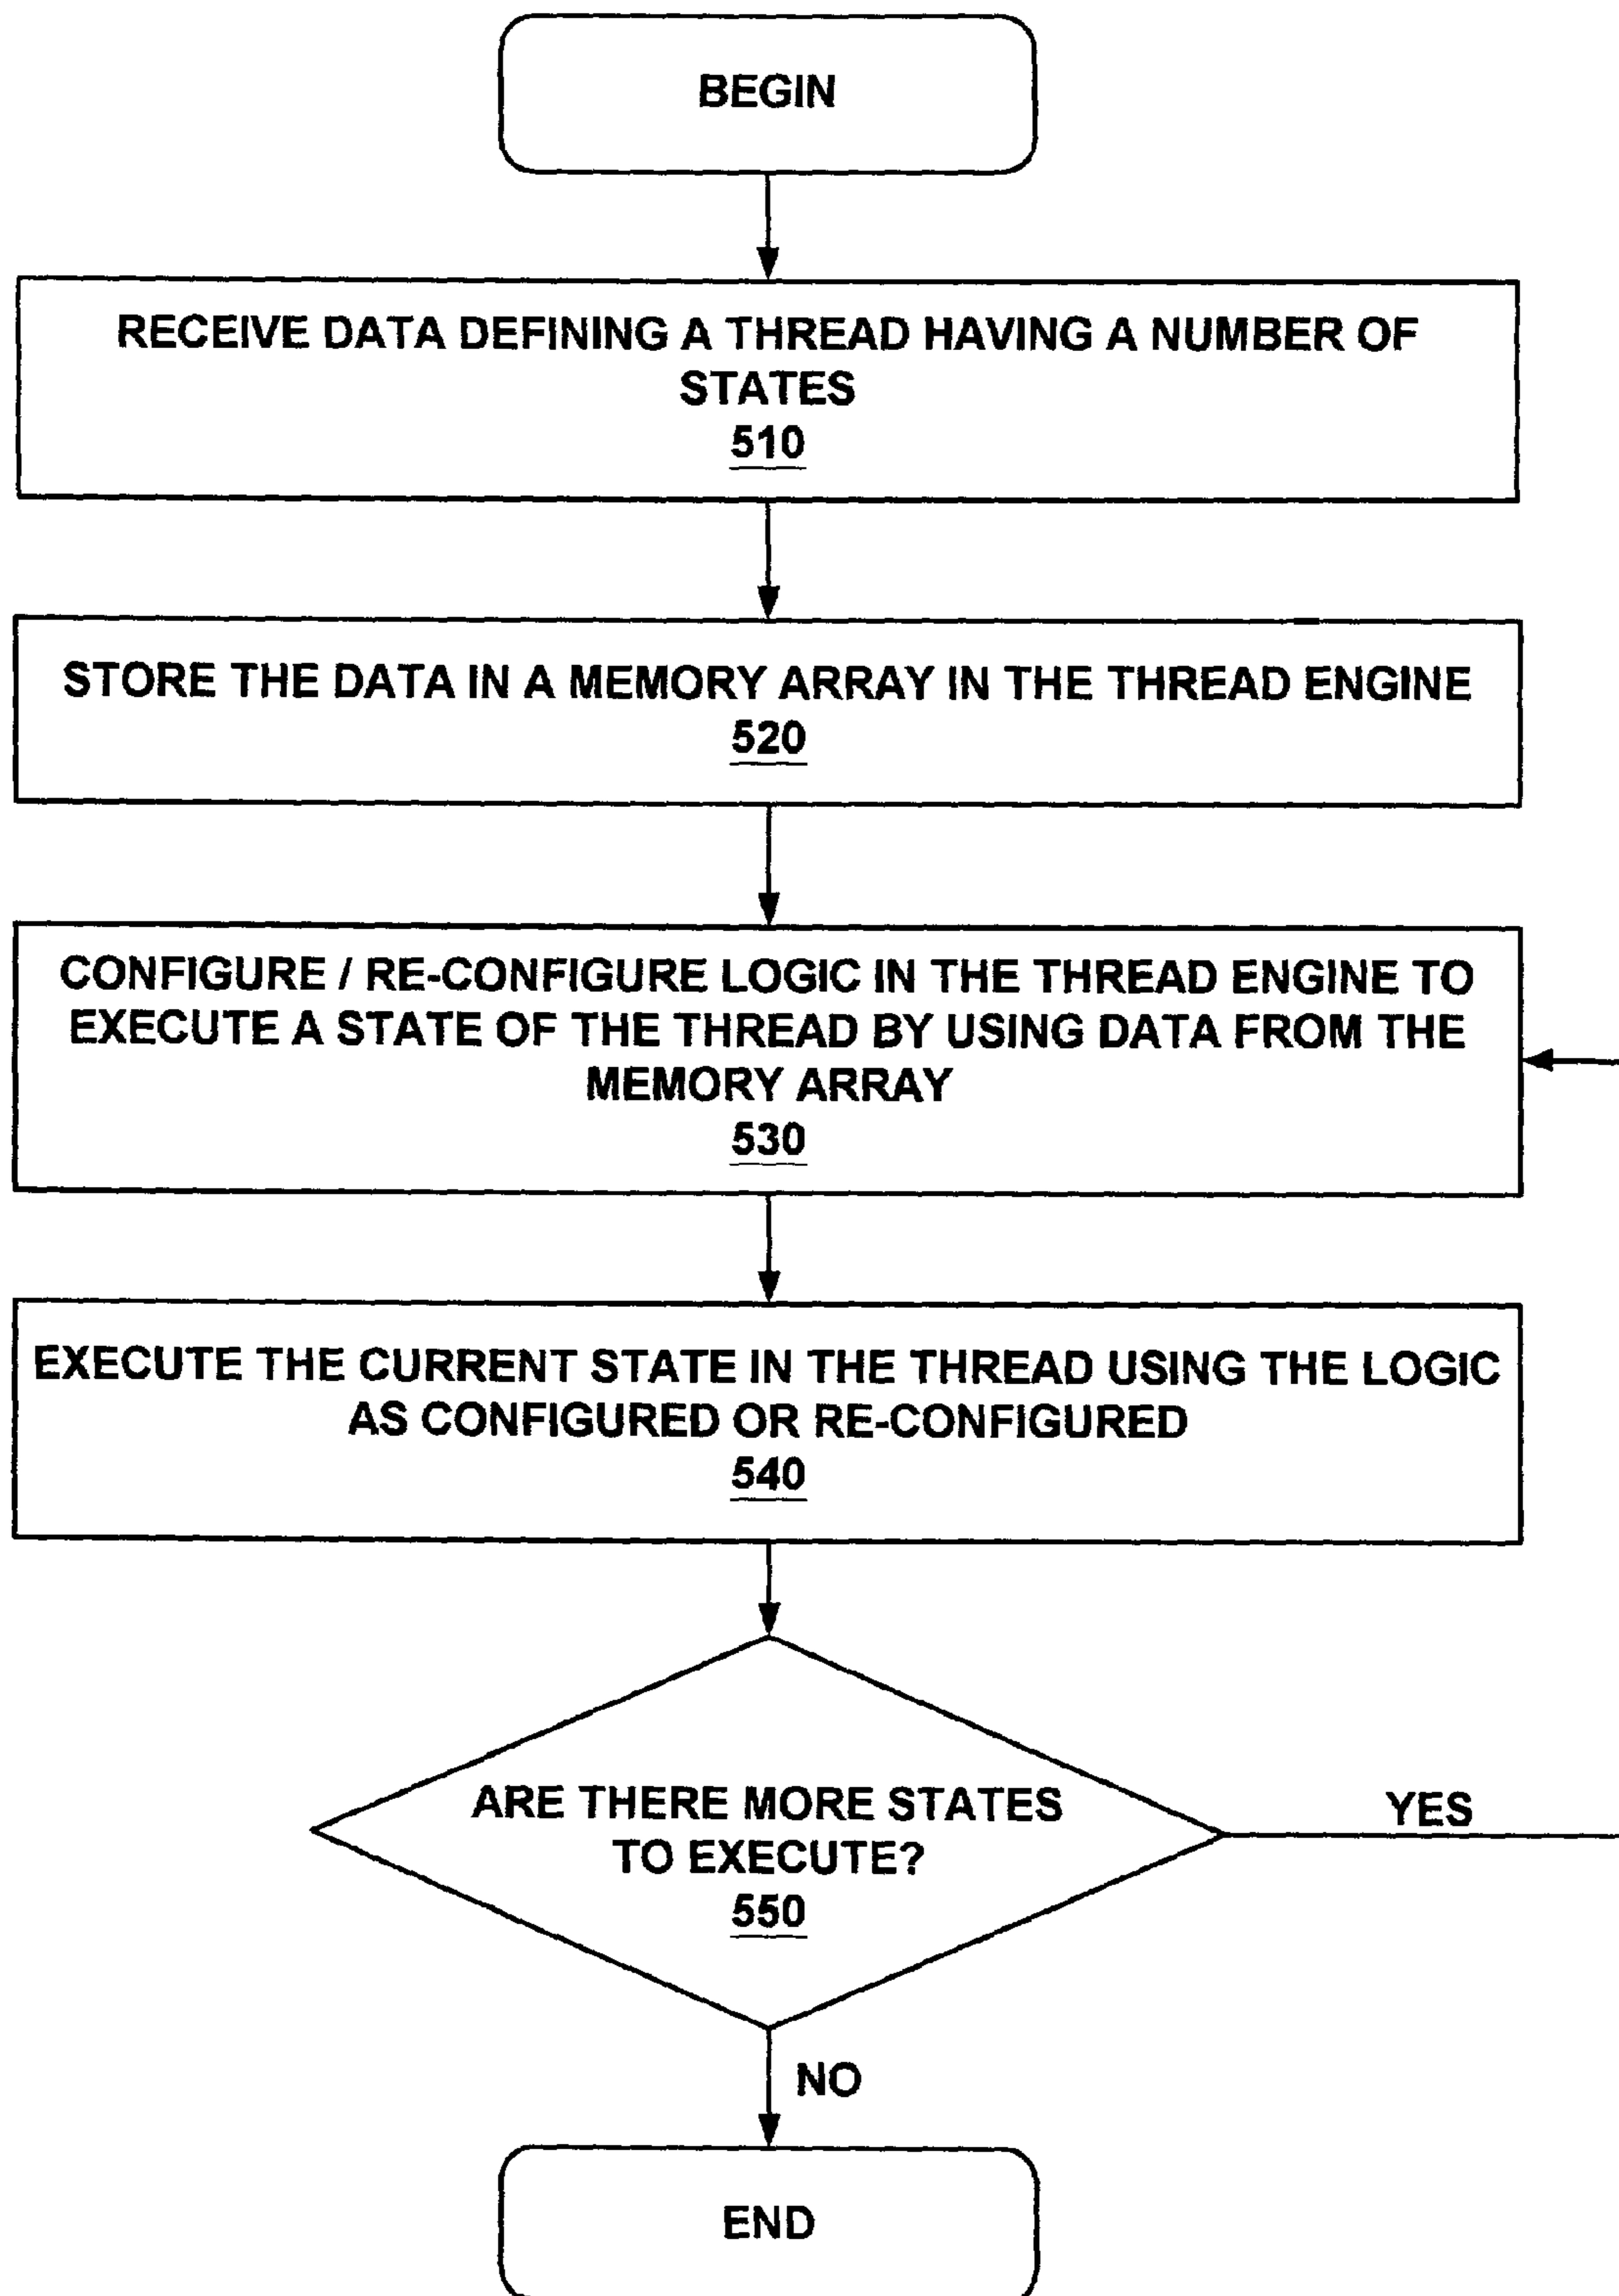 BEGIN
RECEIVE DATA DEFINING A THREAD HAVING A NUMBER OF
STATES
510
STORE THE DATA IN A MEMORY ARRAY IN THE THREAD ENGINE
520
CONFIGURE / RE-CONFIGURE LOGIC IN THE THREAD ENGINE TO
EXECUTE A STATE OF THE THREAD BY USING DATA FROM THE
MEMORY ARRAY
530
EXECUTE THE CURRENT STATE IN THE THREAD USING THE LOGIC
AS CONFIGURED OR RE-CONFIGURED
540
ARE THERE MORE STATES
TO EXECUTE?
550
YES
NO
END